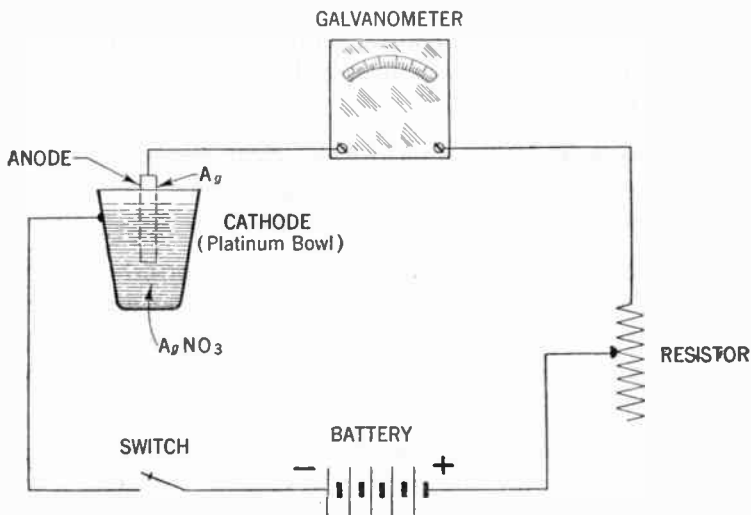 GALVANOMETER
ANODE
Ag
CATHODE
(Platinum Bowl)
AgNO3
RESISTOR
SWITCH
BATTERY
− +